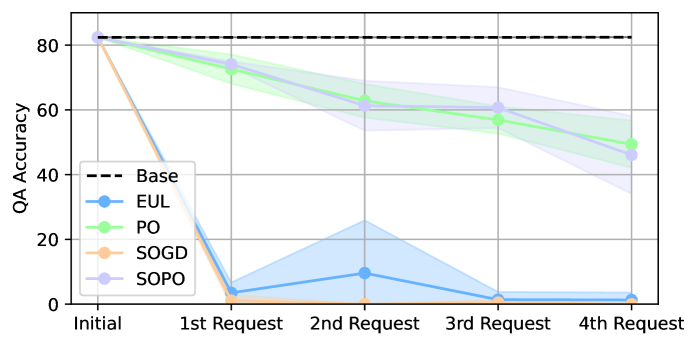 QA Accuracy
80
60
40
20
0
Base
EUL
PO
SOGD
SOPO
Initial 1st Request 2nd Request 3rd Request 4th Request